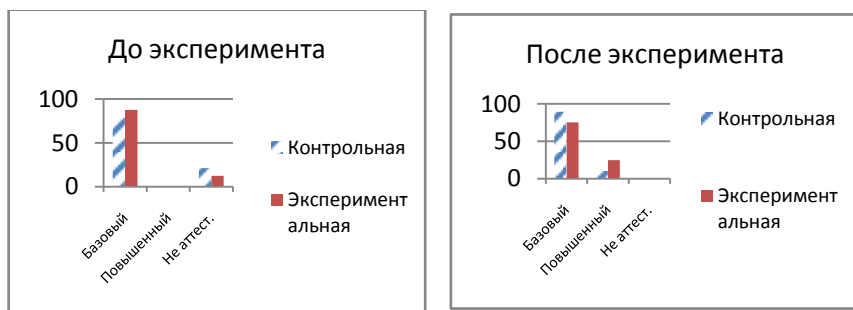 До эксперимента
100
50
0
Базовый
Повышенный
Не аттест.
Контрольная
Эксперимент
альная
После эксперимента
100
50
0
Базовый
Повышенный
Не аттест.
Контрольная
Эксперимент
альная